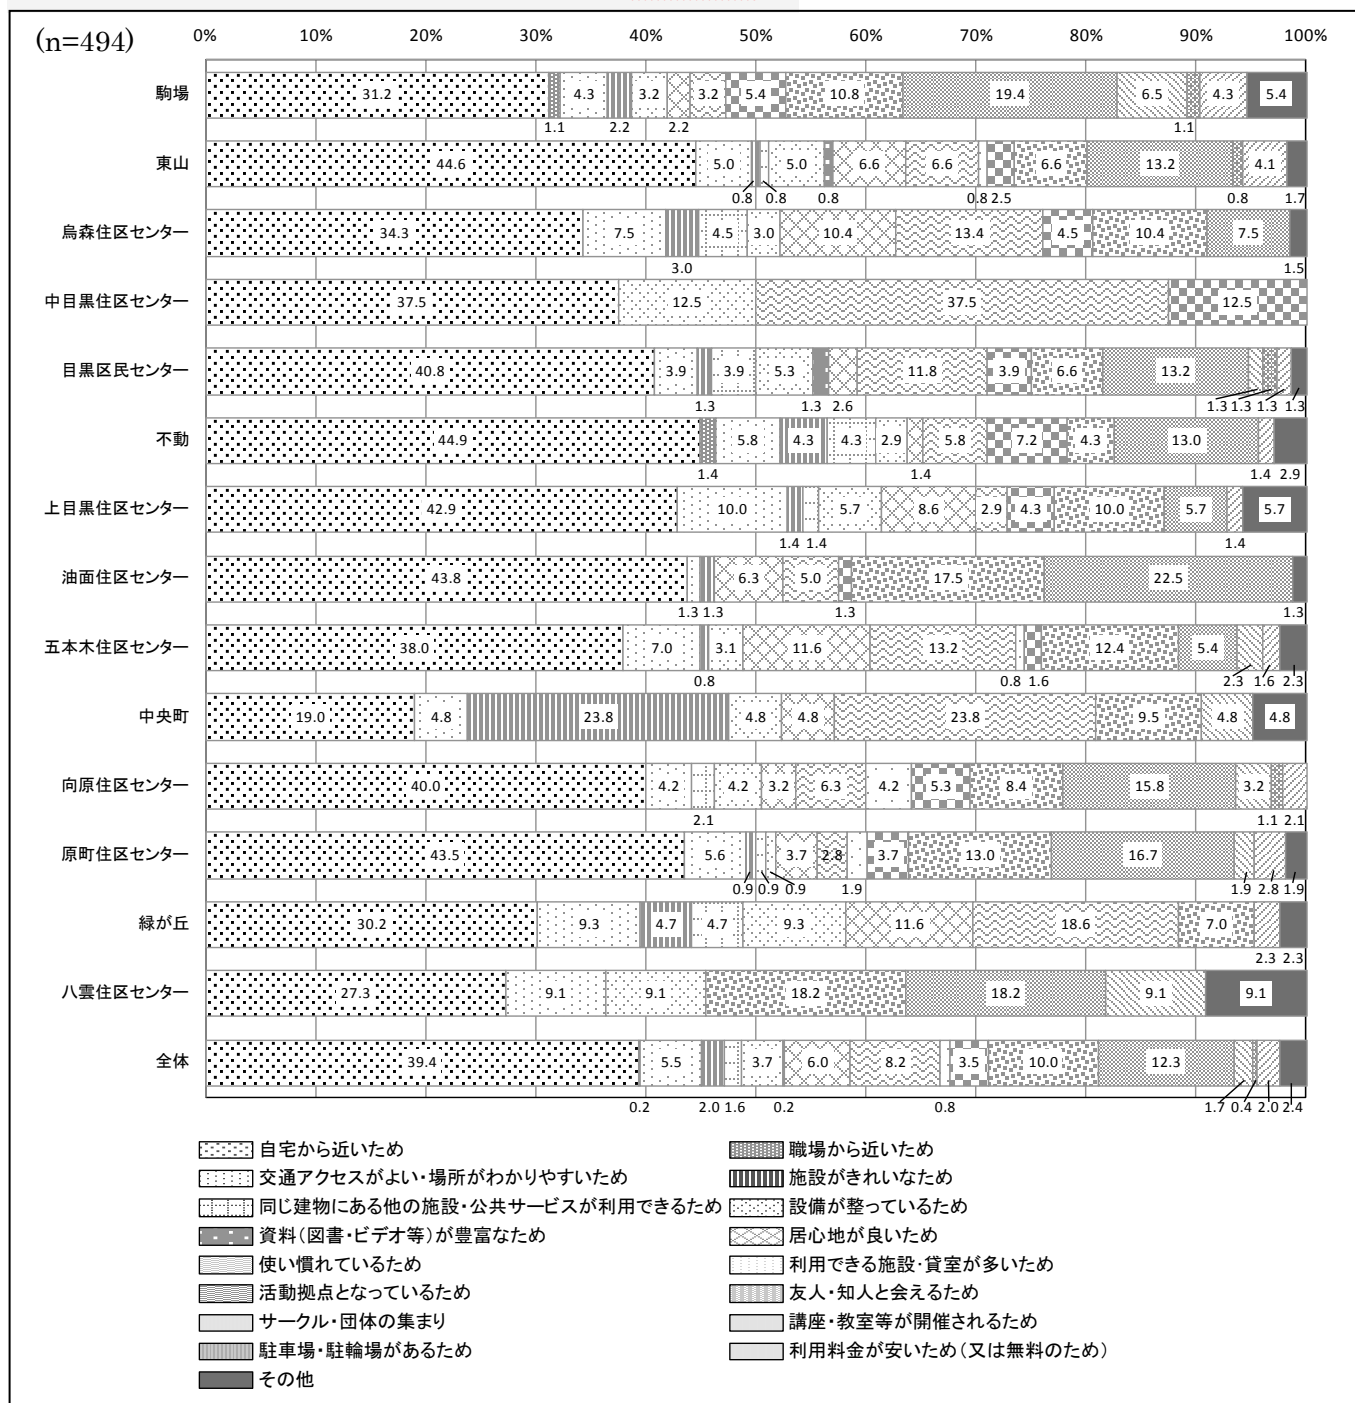 (n=494)
0% 10% 20% 30% 40% 50% 60% 70% 80% 90% 100%
駒場 31.2 4.3 3.2 3.2 5.4 10.8 19.4 6.5 4.3 5.4
1.1 2.2 2.2 1.1
東山 44.6 5.0 5.0 6.6 6.6 6.6 13.2 4.1
0.8 0.8 0.8 0.8 2.5 0.8 1.7
烏森住区センター 34.3 7.5 4.5 3.0 10.4 13.4 4.5 10.4 7.5
3.0 1.5
中目黒住区センター 37.5 12.5 37.5 12.5
目黒区民センター 40.8 3.9 3.9 5.3 11.8 3.9 6.6 13.2
1.3 1.3 2.6 1.3 1.3 1.3 1.3
不動 44.9 5.8 4.3 4.3 2.9 5.8 7.2 4.3 13.0
1.4 1.4 1.4 2.9
上目黒住区センター 42.9 10.0 5.7 8.6 2.9 4.3 10.0 5.7 5.7
1.4 1.4 1.4
油面住区センター 43.8 6.3 5.0 17.5 22.5
1.3 1.3 1.3 1.3
五本木住区センター 38.0 7.0 3.1 11.6 13.2 12.4 5.4
0.8 0.8 1.6 2.3 1.6 2.3
中央町 19.0 4.8 23.8 4.8 4.8 23.8 9.5 4.8 4.8
向原住区センター 40.0 4.2 4.2 3.2 6.3 4.2 5.3 8.4 15.8 3.2
2.1 1.1 2.1
原町住区センター 43.5 5.6 3.7 2.8 3.7 13.0 16.7
0.9 0.9 0.9 1.9 1.9 2.8 1.9
緑が丘 30.2 9.3 4.7 4.7 9.3 11.6 18.6 7.0
2.3 2.3
八雲住区センター 27.3 9.1 9.1 18.2 18.2 9.1 9.1
全体 39.4 5.5 3.7 6.0 8.2 3.5 10.0 12.3
0.2 2.0 1.6 0.2 0.8 1.7 0.4 2.0 2.4
自宅から近いため 職場から近いため
交通アクセスがよい・場所がわかりやすいため 施設がきれいなため
同じ建物にある他の施設・公共サービスが利用できるため 設備が整っているため
資料(図書・ビデオ等)が豊富なため 居心地が良いため
使い慣れているため 利用できる施設・貸室が多いため
活動拠点となっているため 友人・知人と会えるため
サークル・団体の集まり 講座・教室等が開催されるため
駐車場・駐輪場があるため 利用料金が安いため(又は無料のため)
その他